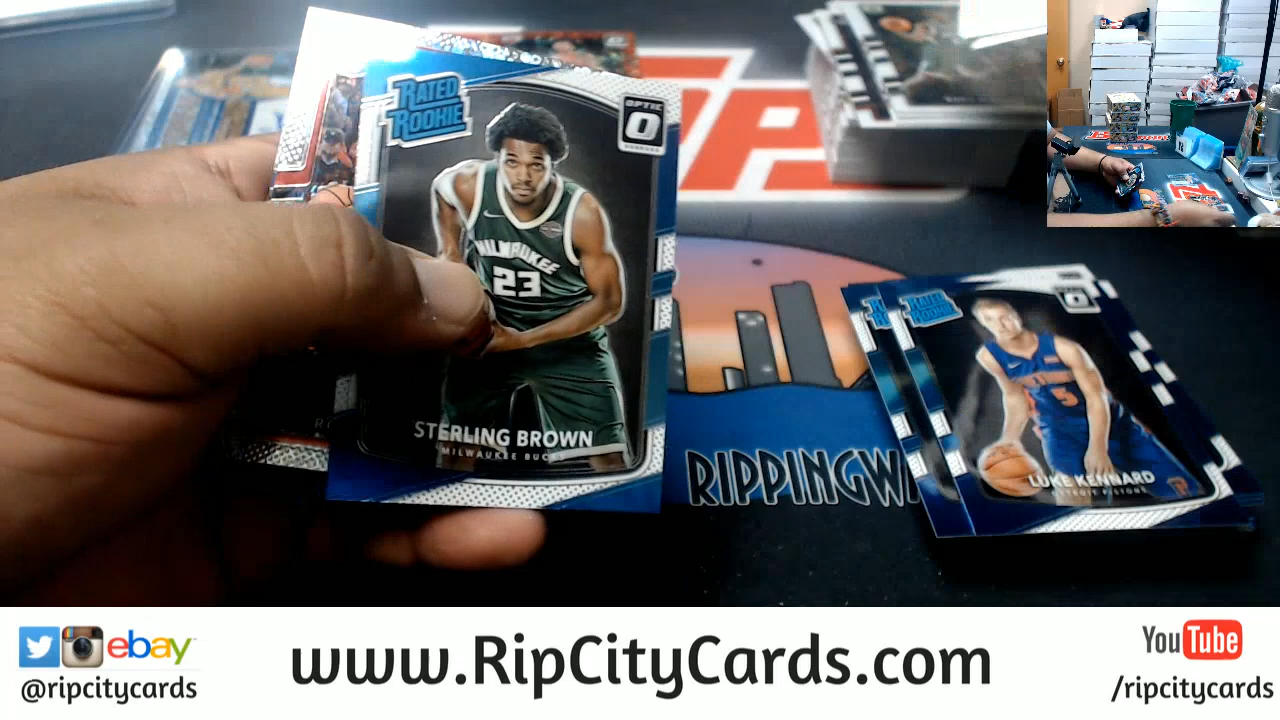 RATED
ROOKIE
OPTIC
MILWAUKEE
23
STERLING BROWN
MILWAUKEE BUCKS
RATED
ROOKIE
5
LUKE KENNARD
DETROIT PISTONS
RIPPINGW
ebay
@ripcitycards
www.RipCityCards.com
YouTube
/ripcitycards